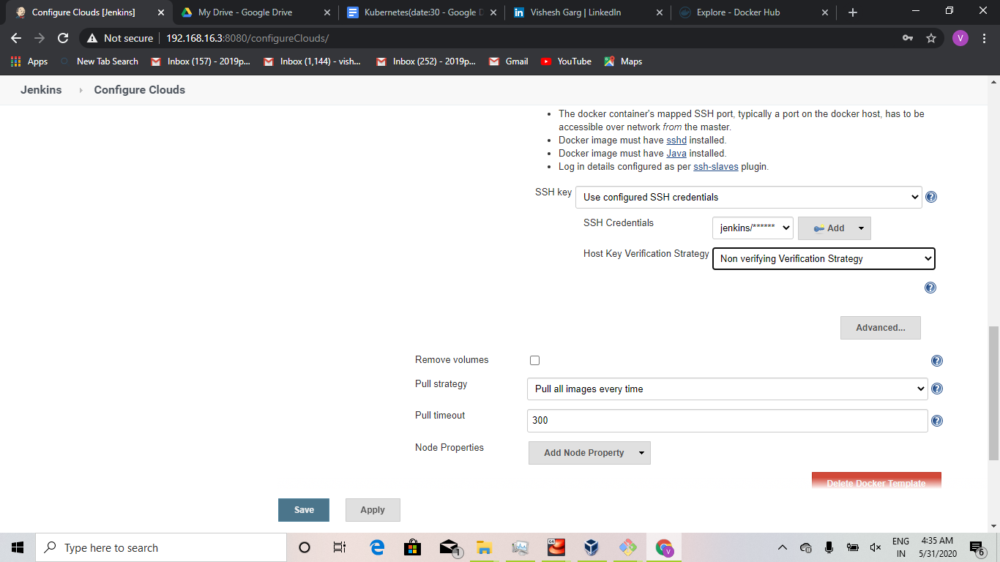 Configure Clouds [Jenkins]
My Drive - Google Drive
Kubernetes(date:30 - Google D
in Vishesh Garg | LinkedIn
Explore - Docker Hub
Not secure | 192.168.16.3:8080/configureClouds/
V
Apps
New Tab Search
Inbox (157) - 2019p...
Inbox (1,144) - vish...
Inbox (252) - 2019p...
Gmail
YouTube
Maps
Jenkins
Configure Clouds
• The docker container's mapped SSH port, typically a port on the docker host, has to be
accessible over network from the master.
• Docker image must have sshd installed.
• Docker image must have Java installed.
• Log in details configured as per ssh-slaves plugin.
SSH key
Use configured SSH credentials
SSH Credentials
jenkins/******
Add
Host Key Verification Strategy
Non verifying Verification Strategy
Advanced...
Remove volumes
Pull strategy
Pull all images every time
Pull timeout
300
Node Properties
Add Node Property
Delete Docker Template
Save
Apply
Type here to search
1
V
ENG
IN
4:35 AM
5/31/2020
6